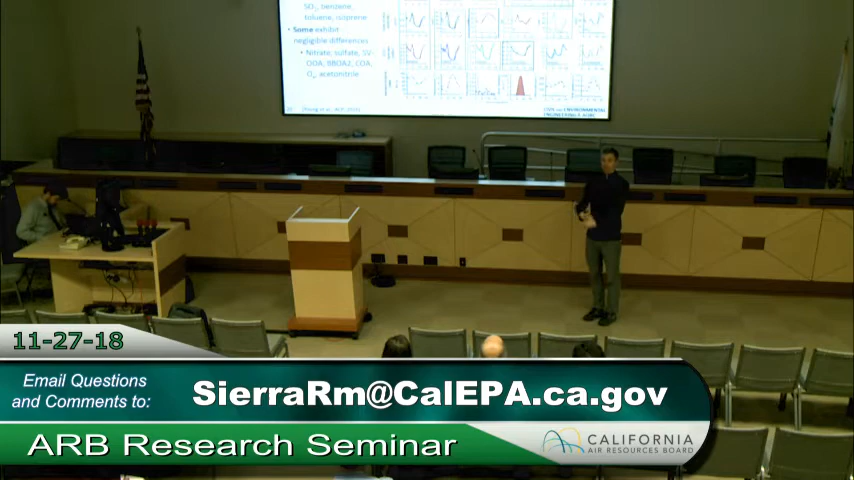 SO2, benzene,
toluene, isoprene
• Some exhibit
negligible differences
• Nitrate, sulfate, SV-
OOA, BBOA2, COA,
Ox, acetonitrile
11-27-18
Email Questions
and Comments to:
SierraRm@CalEPA.ca.gov
ARB Research Seminar
CALIFORNIA
AIR RESOURCES BOARD